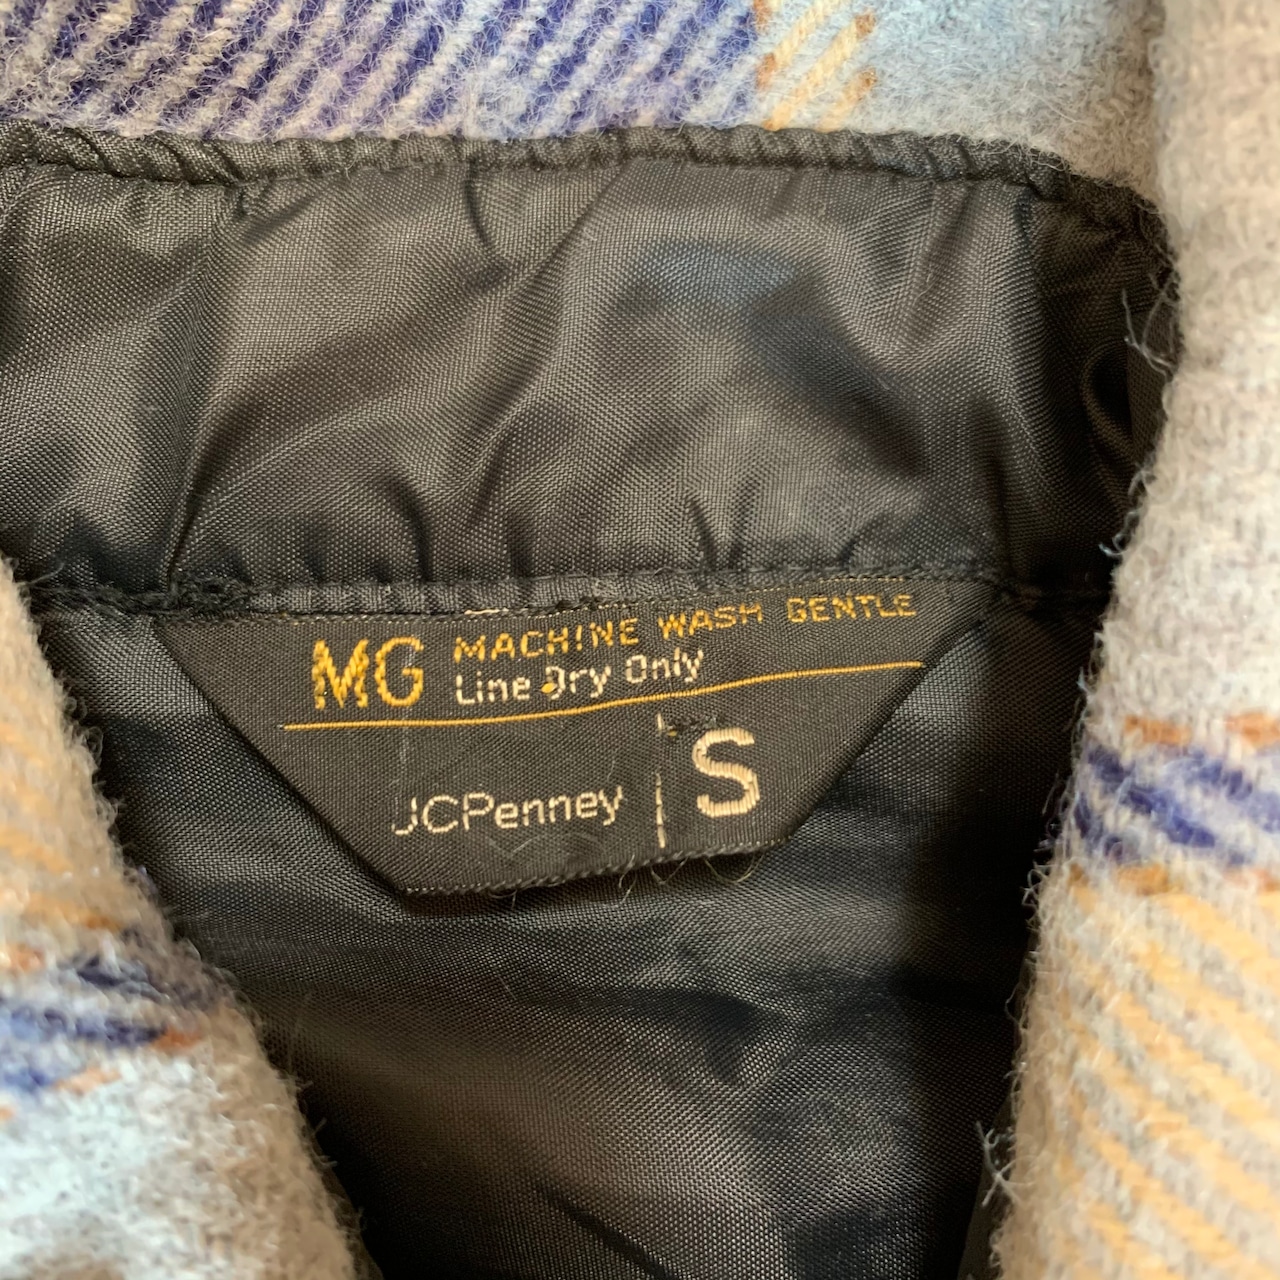 MG MACHINE WASH GENTLE
Line Dry Only
JCPenney S